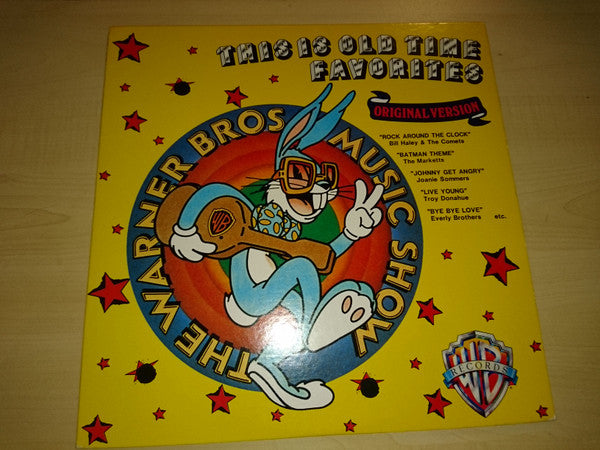 THIS IS OLD TIME
FAVORITES
ORIGINAL VERSION
"ROCK AROUND THE CLOCK"
Bill Haley & The Comets
"BATMAN THEME"
The Marketts
"JOHNNY GET ANGRY"
Joanie Sommers
"LIVE YOUNG"
Troy Donahue
"BYE BYE LOVE"
Everly Brothers etc.
THE WARNER BROS MUSIC SHOW
WB
WB
RECORDS